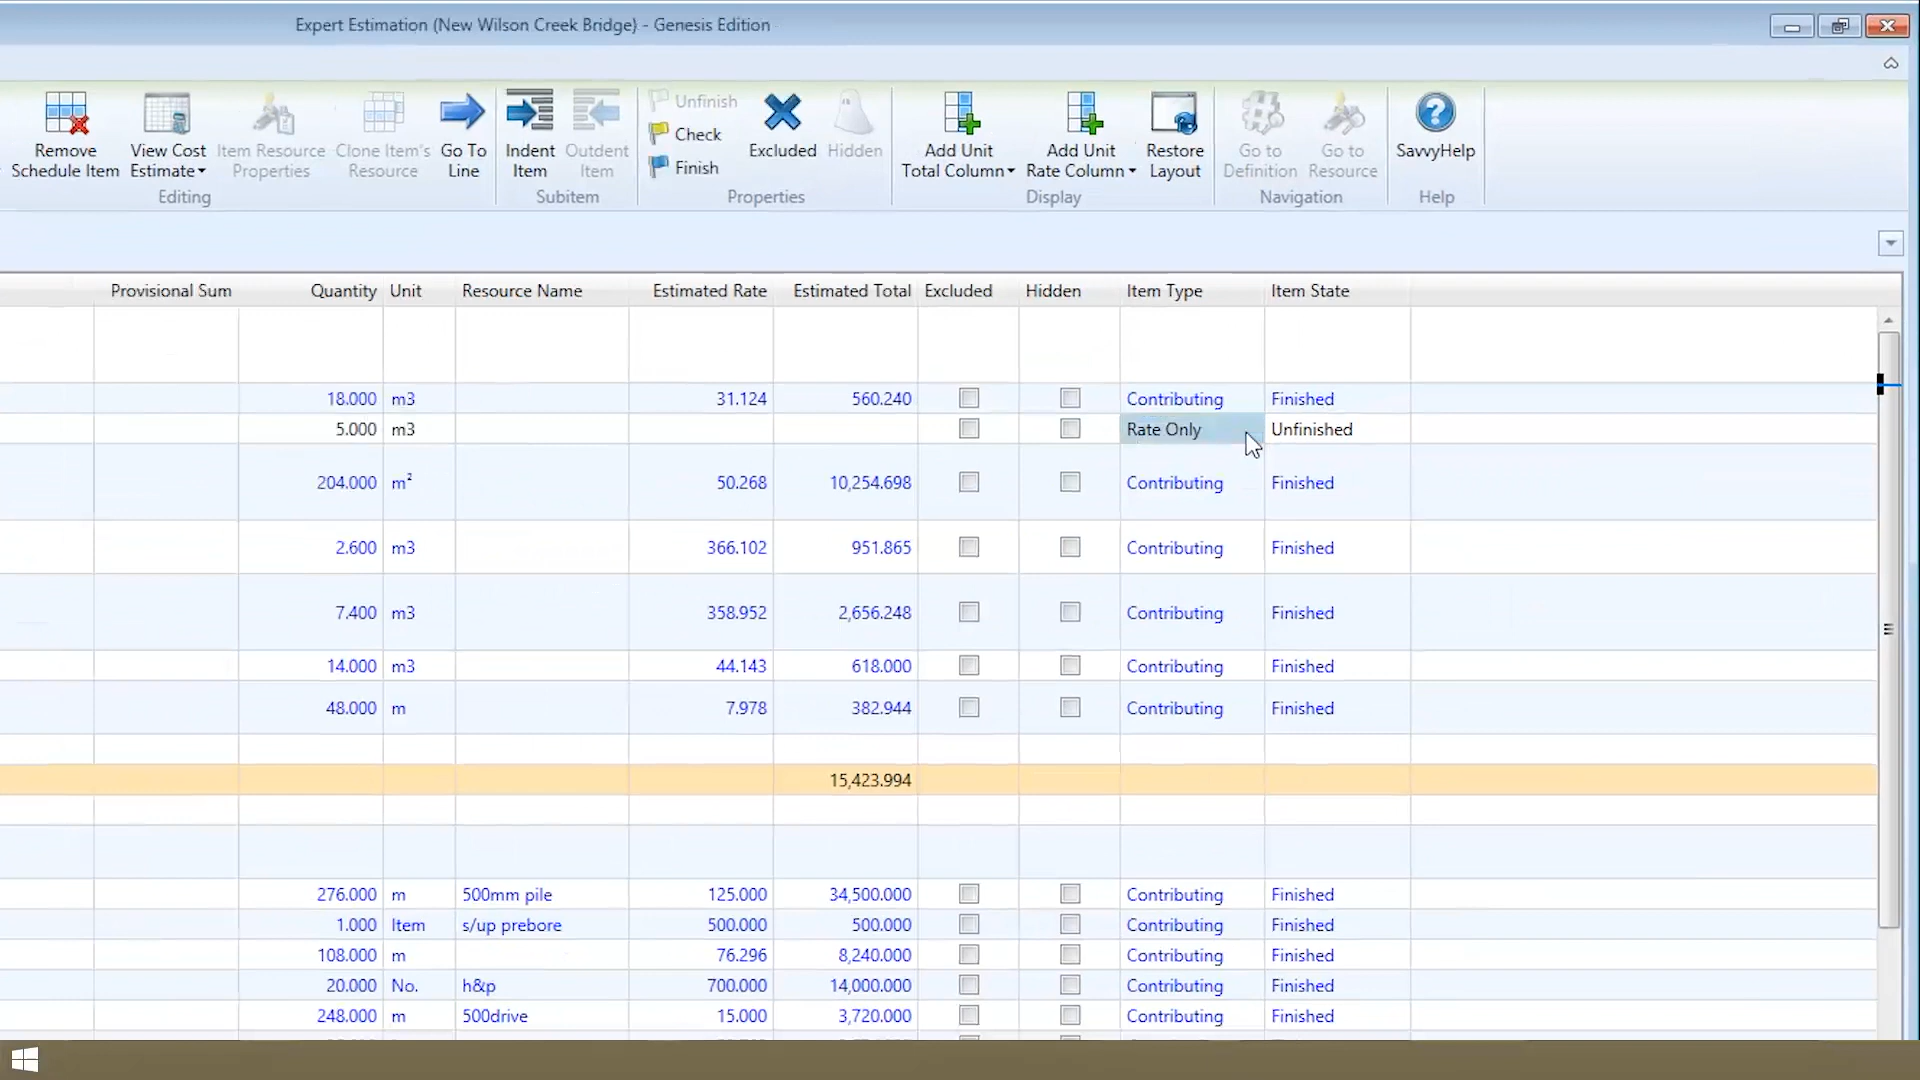 Expert Estimation (New Wilson Creek Bridge) - Genesis Edition
Remove Schedule Item
View Cost Estimate
Item Resource Properties
Clone Item's Resource
Go To Line
Editing
Indent Item
Outdent Item
Subitem
Unfinish
Check
Finish
Excluded
Hidden
Properties
Add Unit Total Column
Add Unit Rate Column
Restore Layout
Display
Go to Definition
Go to Resource
Navigation
SavvyHelp
Help
Provisional Sum Quantity Unit Resource Name Estimated Rate Estimated Total Excluded Hidden Item Type Item State
18.000 m3 31.124 560.240 Contributing Finished
5.000 m3 Rate Only Unfinished
204.000 m² 50.268 10,254.698 Contributing Finished
2.600 m3 366.102 951.865 Contributing Finished
7.400 m3 358.952 2,656.248 Contributing Finished
14.000 m3 44.143 618.000 Contributing Finished
48.000 m 7.978 382.944 Contributing Finished
15,423.994
276.000 m 500mm pile 125.000 34,500.000 Contributing Finished
1.000 Item s/up prebore 500.000 500.000 Contributing Finished
108.000 m 76.296 8,240.000 Contributing Finished
20.000 No. h&p 700.000 14,000.000 Contributing Finished
248.000 m 500drive 15.000 3,720.000 Contributing Finished